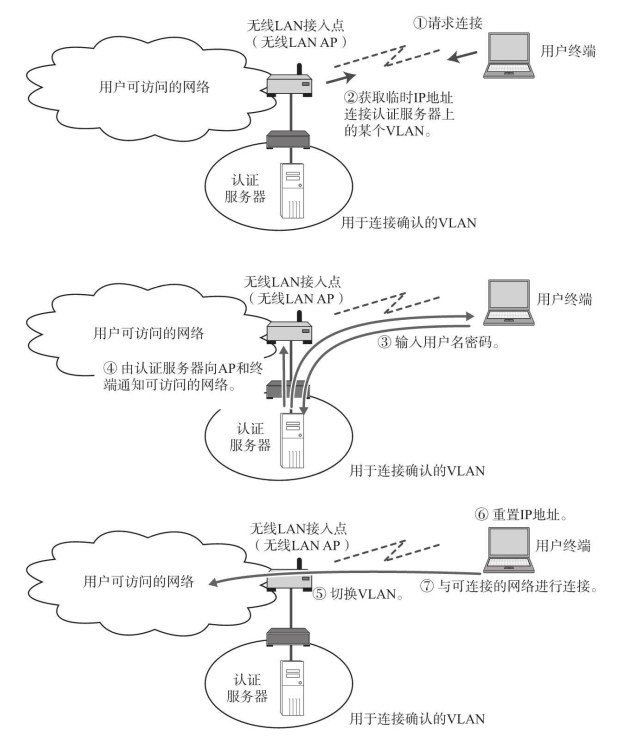 无线LAN接入点
（无线LAN AP）
①请求连接
用户终端
用户可访问的网络
②获取临时IP地址
连接认证服务器上
的某个VLAN。
认证
服务器
用于连接确认的VLAN
无线LAN接入点
（无线LAN AP）
用户终端
用户可访问的网络
③ 输入用户名密码。
④ 由认证服务器向AP和终
端通知可访问的网络。
认证
服务器
用于连接确认的VLAN
⑥ 重置IP地址。
无线LAN接入点
（无线LAN AP）
用户终端
用户可访问的网络
⑤ 切换VLAN。
⑦ 与可连接的网络进行连接。
认证
服务器
用于连接确认的VLAN